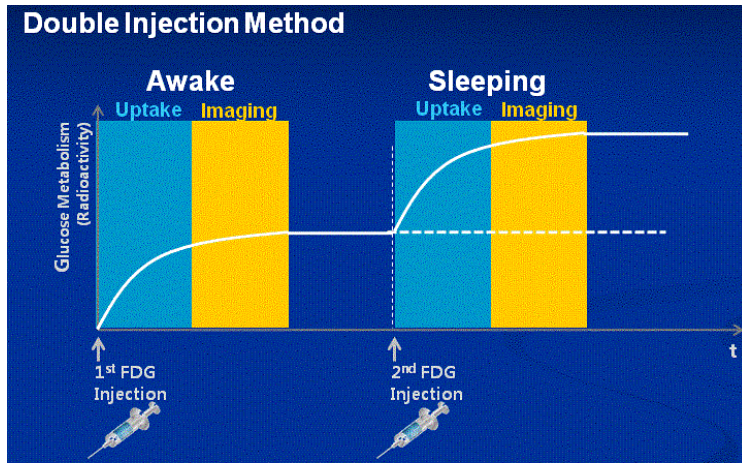 Double Injection Method
Awake
Sleeping
Uptake
Imaging
Uptake
Imaging
Glucose Metabolism
(Radioactivity)
t
1st FDG
Injection
2nd FDG
Injection